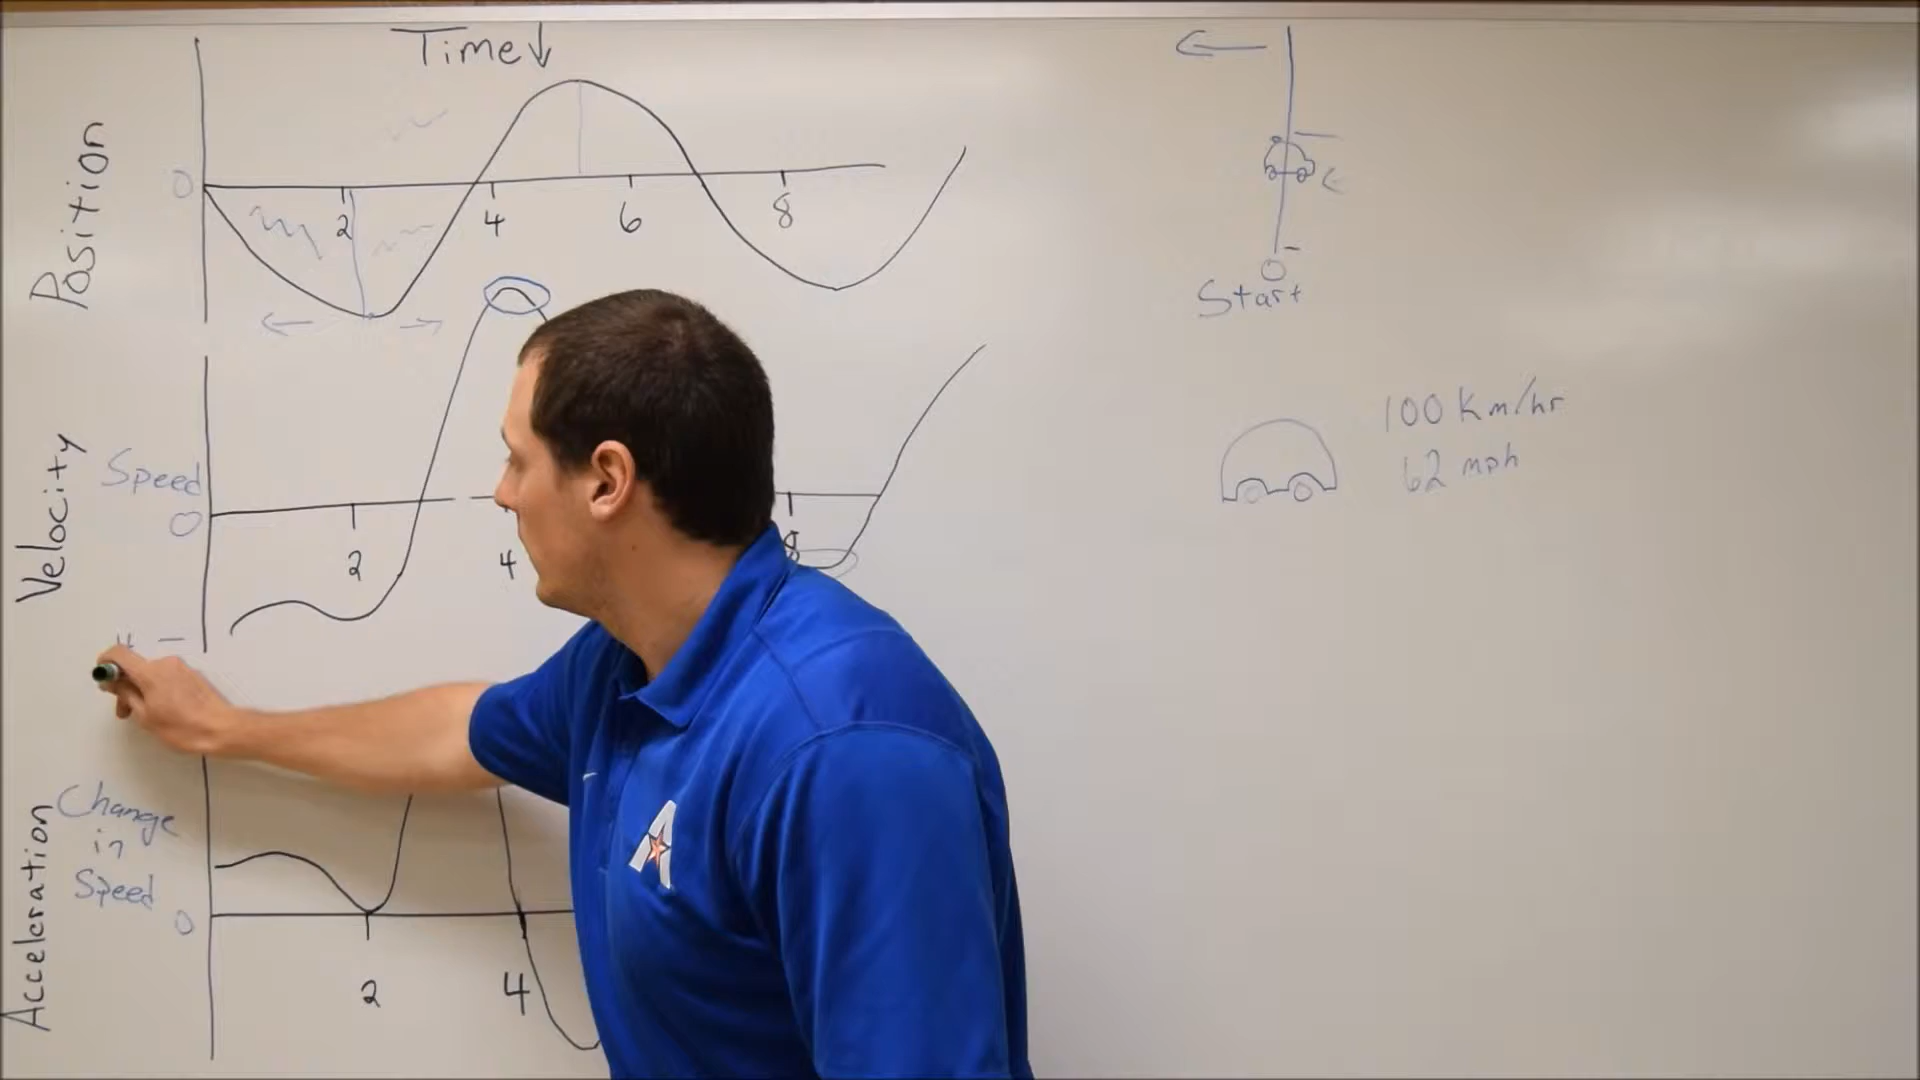 Time↓
Position
0
2
4
6
8
Velocity
Speed
0
2
4
8
Acceleration
Change
in
Speed
0
2
4
0
Start
100 Km/hr
62 mph
A